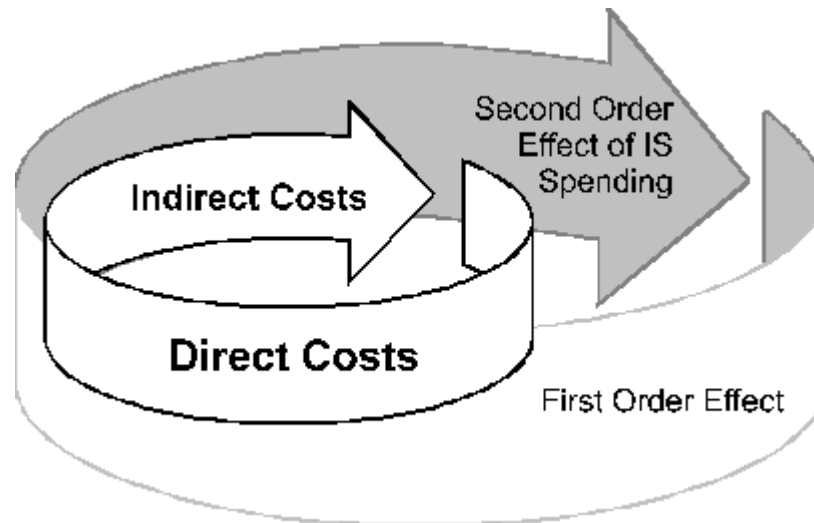 Second Order
Effect of IS
Spending
Indirect Costs
Direct Costs
First Order Effect